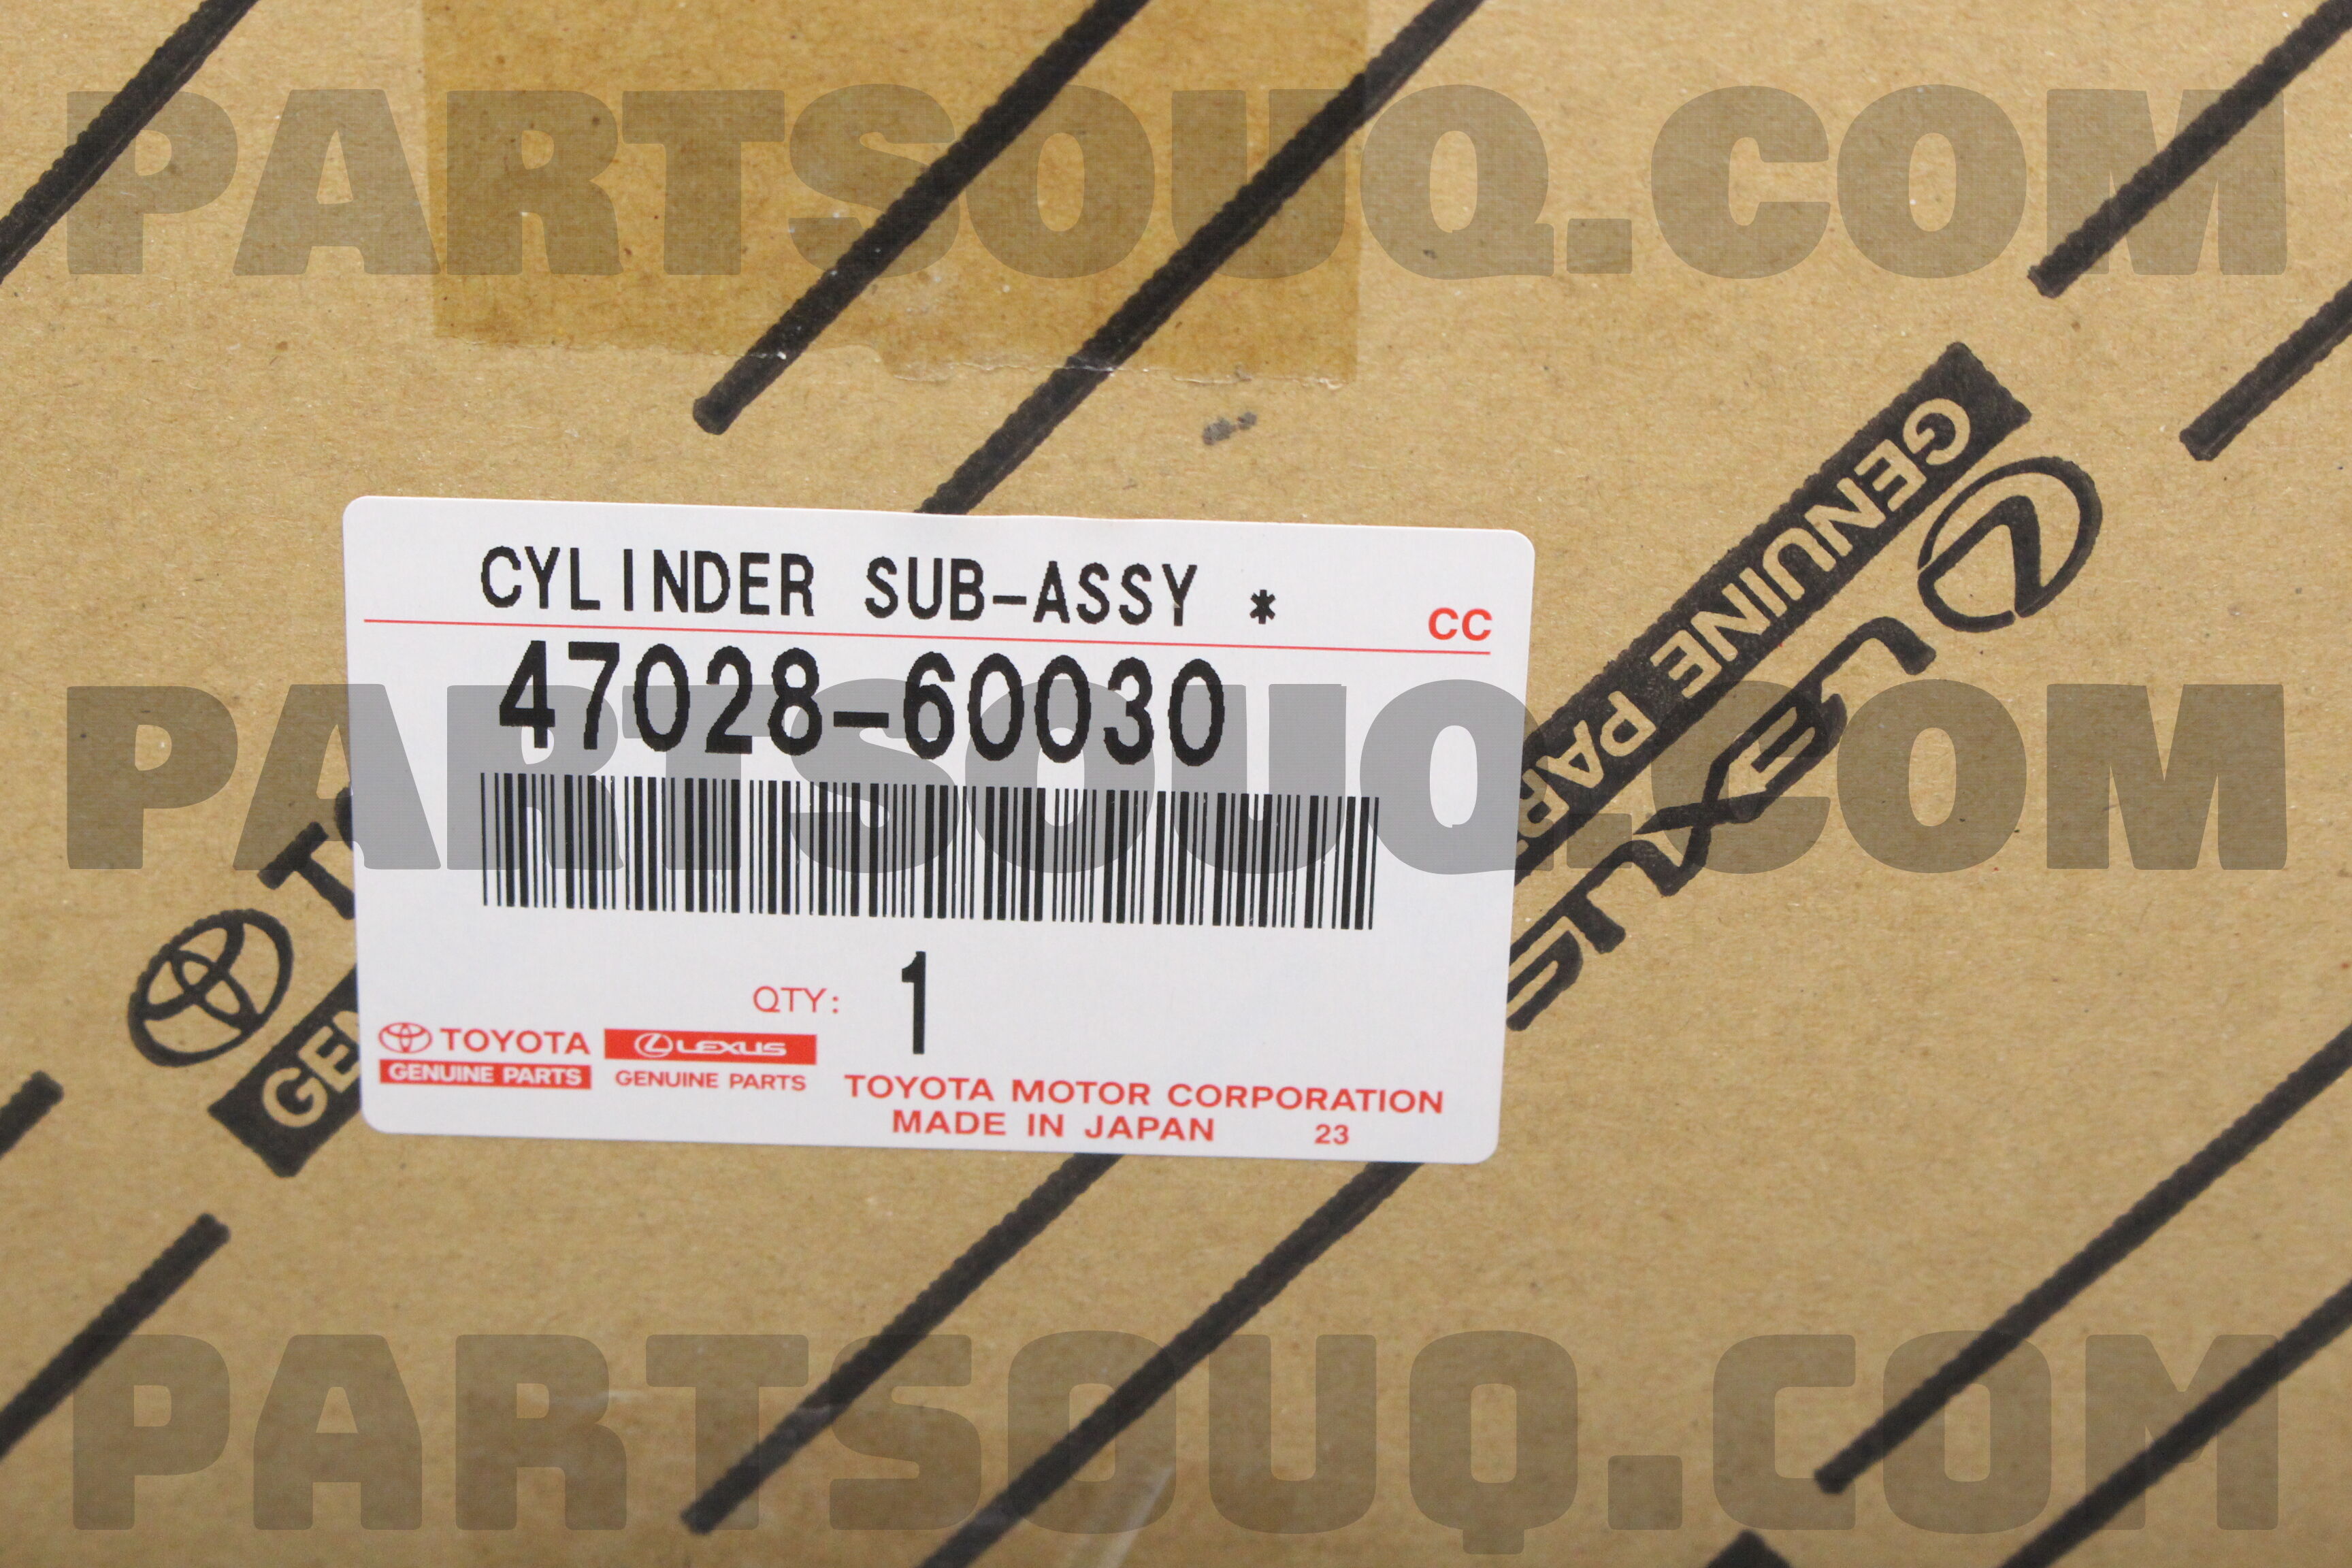 PARTSOUQ.COM
GENUINE PARTS
LEXUS
CYLINDER SUB-ASSY *
CC
47028-60030
PARTSOUQ.COM
QTY: 1
TOYOTA
GENUINE PARTS
LEXUS
GENUINE PARTS
TOYOTA MOTOR CORPORATION
MADE IN JAPAN 23
PARTSOUQ.COM